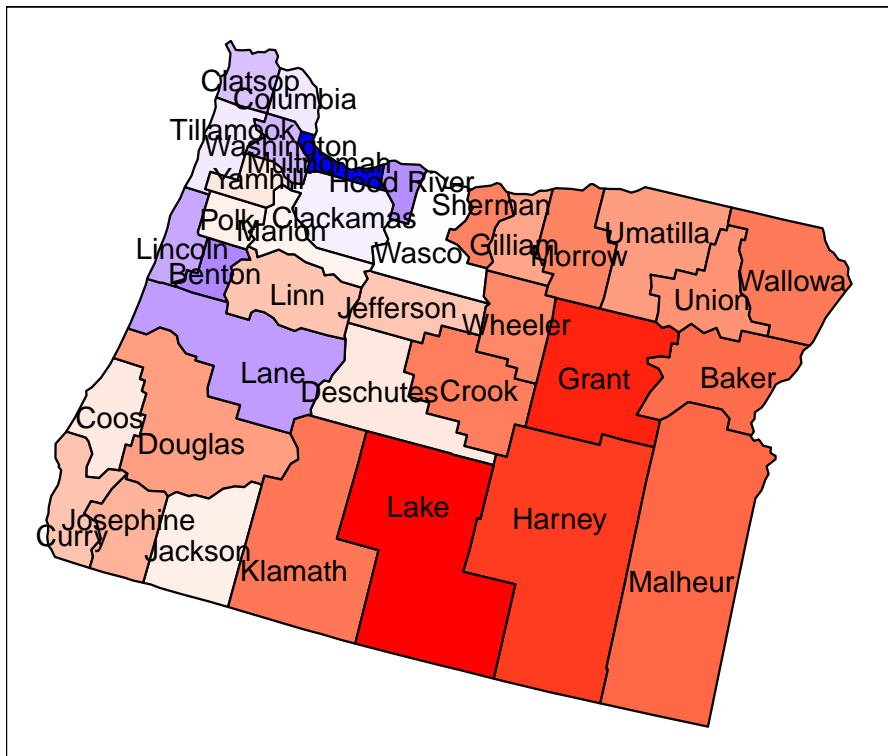 Clatsop
Columbia
Tillamook
Washington
Multnomah
Hood River
Yamhill
Sherman
Polk
Clackamas
Marion
Umatilla
Gilliam
Wasco
Morrow
Lincoln
Benton
Wallowa
Linn
Union
Jefferson
Wheeler
Lane
Grant
Baker
Deschutes
Crook
Coos
Douglas
Lake
Josephine
Harney
Curry
Jackson
Klamath
Malheur